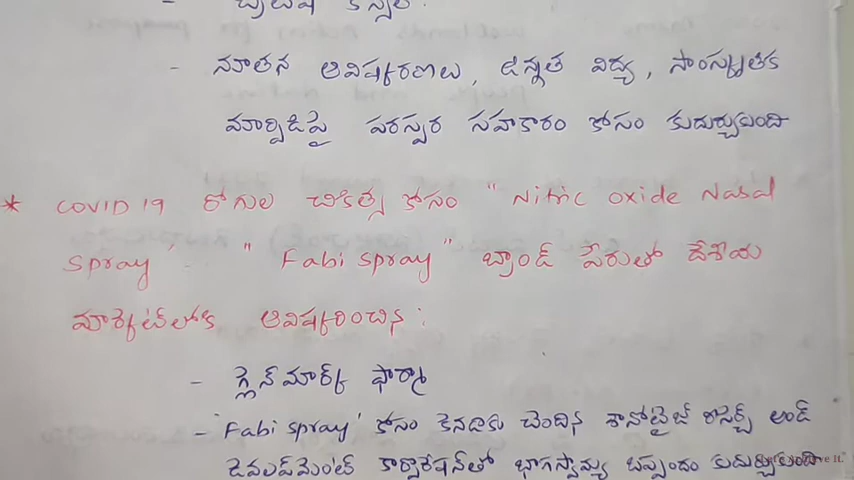 - నూతన ఆవిష్కరణలు, ఉన్నత విద్య, సాంస్కృతిక
మార్పిడిపై పరస్పర సహకారం కోసం కుదుర్చుకుంది
* COVID 19 రోగుల చికిత్స కోసం "Nitric oxide Nasal
Spray" "Fabi spray" బ్రాండ్ పేరుతో దేశీయ
మార్కెట్‌లోకి ఆవిష్కరించిన :
- గ్లెన్‌మార్క్ ఫార్మా
- 'Fabi spray' కోసం కెనడాకు చెందిన శానోటైజ్ రీసెర్చ్ అండ్
డెవలప్‌మెంట్ కార్పొరేషన్‌తో భాగస్వామ్య ఒప్పందం కుదుర్చుకుంది